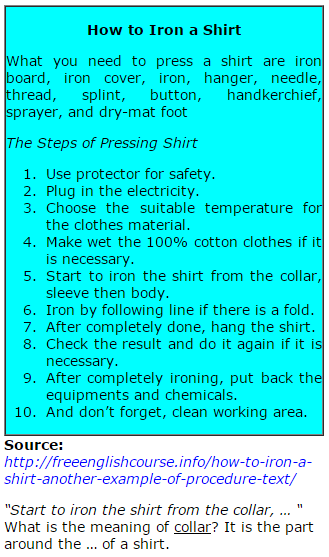 How to Iron a Shirt
What you need to press a shirt are iron
board, iron cover, iron, hanger, needle,
thread, splint, button, handkerchief,
sprayer, and dry-mat foot
The Steps of Pressing Shirt
1. Use protector for safety.
2. Plug in the electricity.
3. Choose the suitable temperature for
the clothes material.
4. Make wet the 100% cotton clothes if it
is necessary.
5. Start to iron the shirt from the collar,
sleeve then body.
6. Iron by following line if there is a fold.
7. After completely done, hang the shirt.
8. Check the result and do it again if it is
necessary.
9. After completely ironing, put back the
equipments and chemicals.
10. And don’t forget, clean working area.
Source:
http://freeenglishcourse.info/how-to-iron-a-
shirt-another-example-of-procedure-text/
“Start to iron the shirt from the collar, … “
What is the meaning of collar? It is the part
around the … of a shirt.